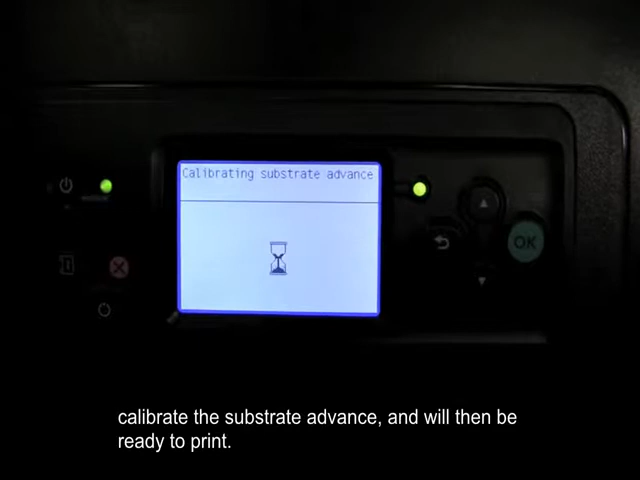 Calibrating substrate advance
OK
calibrate the substrate advance, and will then be
ready to print.